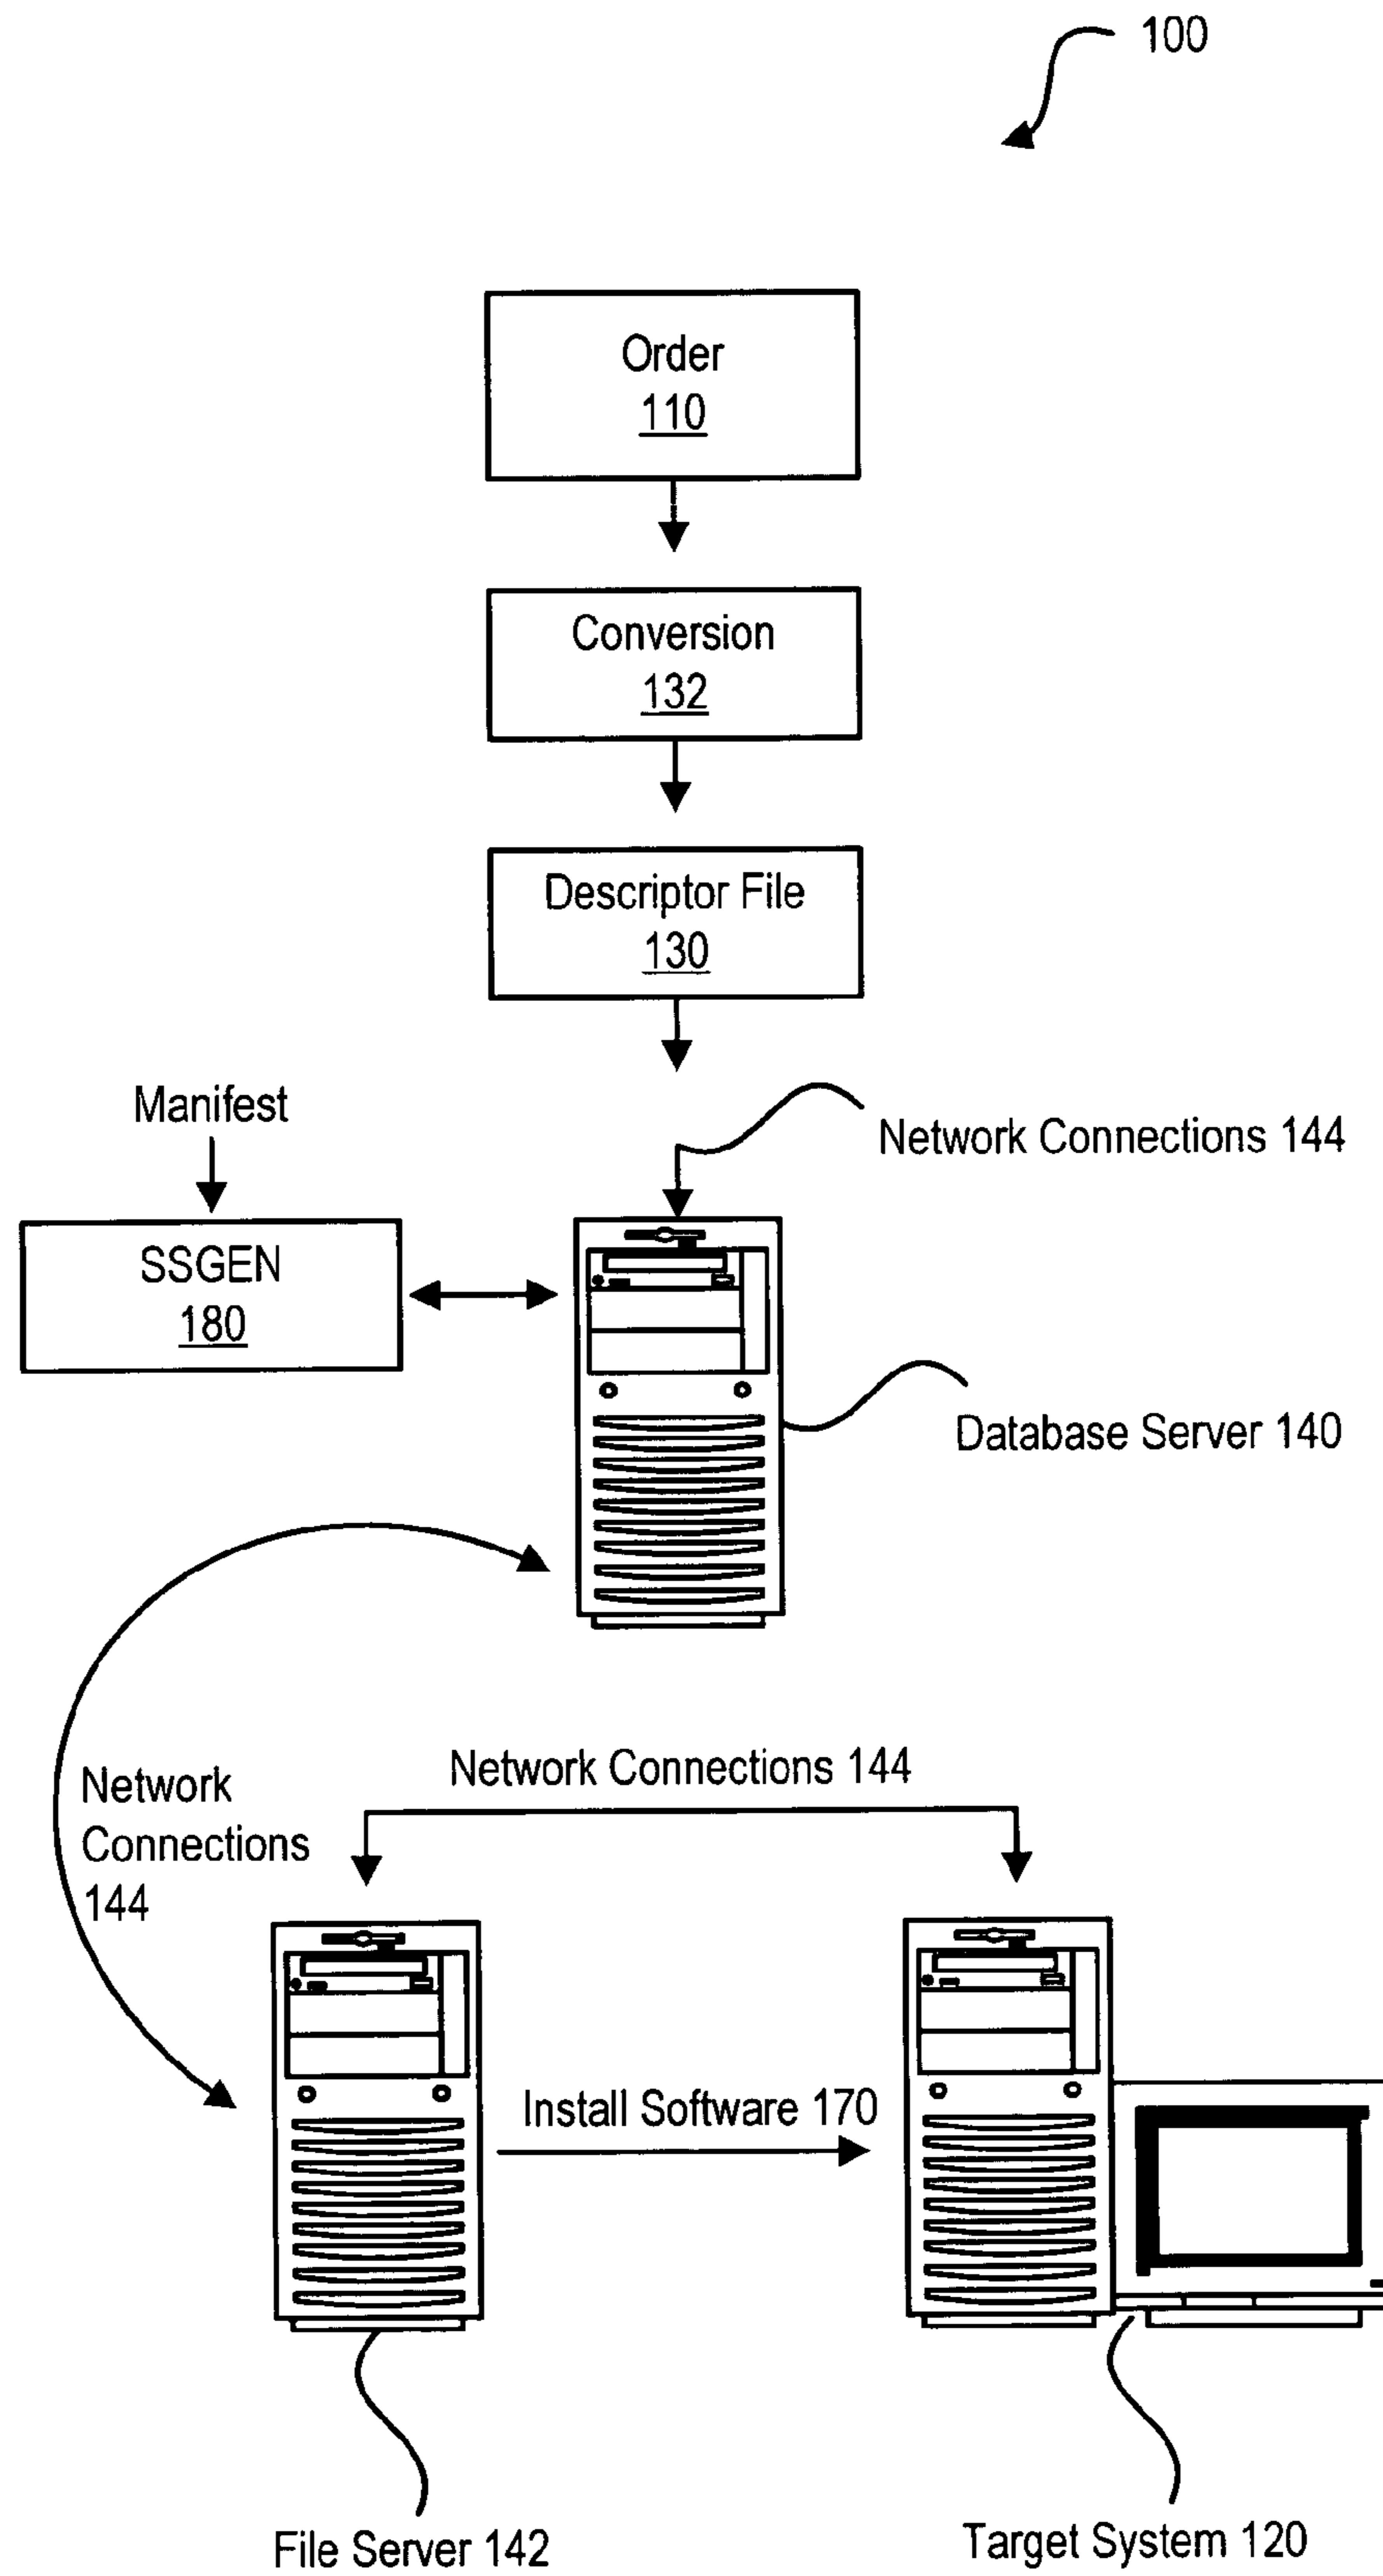 100
Order
110
Conversion
132
Descriptor File
130
Manifest
Network Connections 144
SSGEN
180
Database Server 140
Network Connections 144
Network
Connections
144
Install Software 170
File Server 142
Target System 120